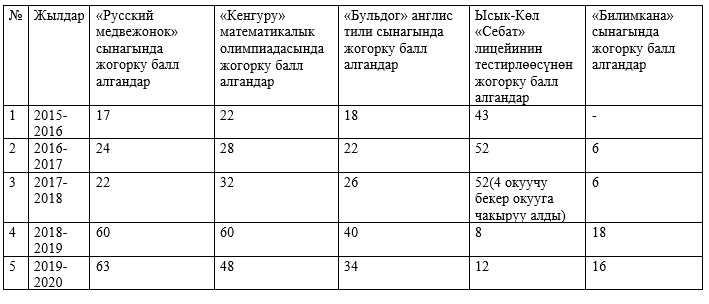 № Жылдар «Русский медвежонок» сынагында жогорку балл алгандар «Кенгуру» математикалык олимпиадасында жогорку балл алгандар «Бульдог» англис тили сынагында жогорку балл алгандар Ысык-Көл «Себат» лицейинин тестирлөөсүнөн жогорку балл алгандар «Билимкана» сынагында жогорку балл алгандар
1 2015-2016 17 22 18 43 -
2 2016-2017 24 28 22 52 6
3 2017-2018 22 32 26 52(4 окуучу бекер окууга чакыруу алды) 6
4 2018-2019 60 60 40 8 18
5 2019-2020 63 48 34 12 16